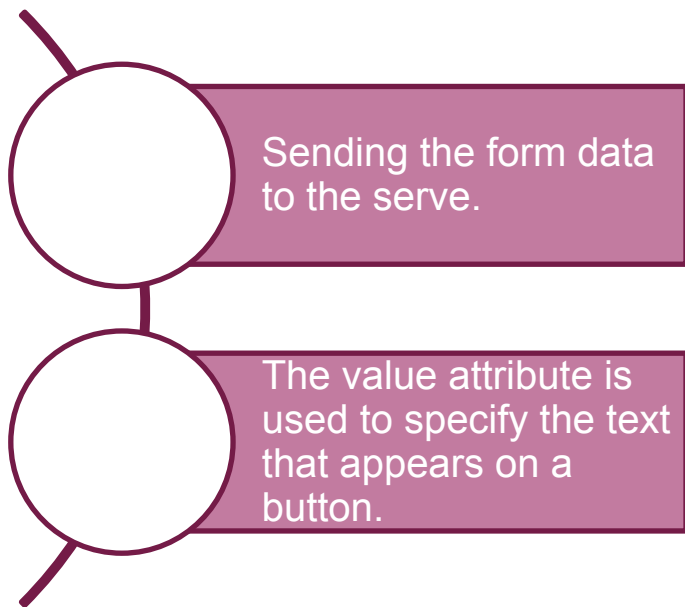 Sending the form data
to the serve.
The value attribute is
used to specify the text
that appears on a
button.